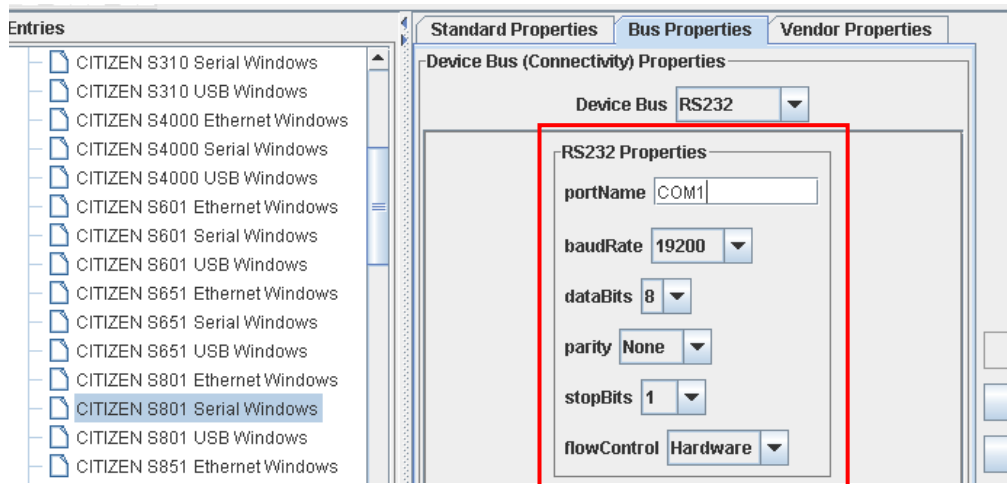 Entries
CITIZEN S310 Serial Windows
CITIZEN S310 USB Windows
CITIZEN S4000 Ethernet Windows
CITIZEN S4000 Serial Windows
CITIZEN S4000 USB Windows
CITIZEN S601 Ethernet Windows
CITIZEN S601 Serial Windows
CITIZEN S601 USB Windows
CITIZEN S651 Ethernet Windows
CITIZEN S651 Serial Windows
CITIZEN S651 USB Windows
CITIZEN S801 Ethernet Windows
CITIZEN S801 Serial Windows
CITIZEN S801 USB Windows
CITIZEN S851 Ethernet Windows
Standard Properties Bus Properties Vendor Properties
Device Bus (Connectivity) Properties
Device Bus RS232
RS232 Properties
portName COM1
baudRate 19200
dataBits 8
parity None
stopBits 1
flowControl Hardware